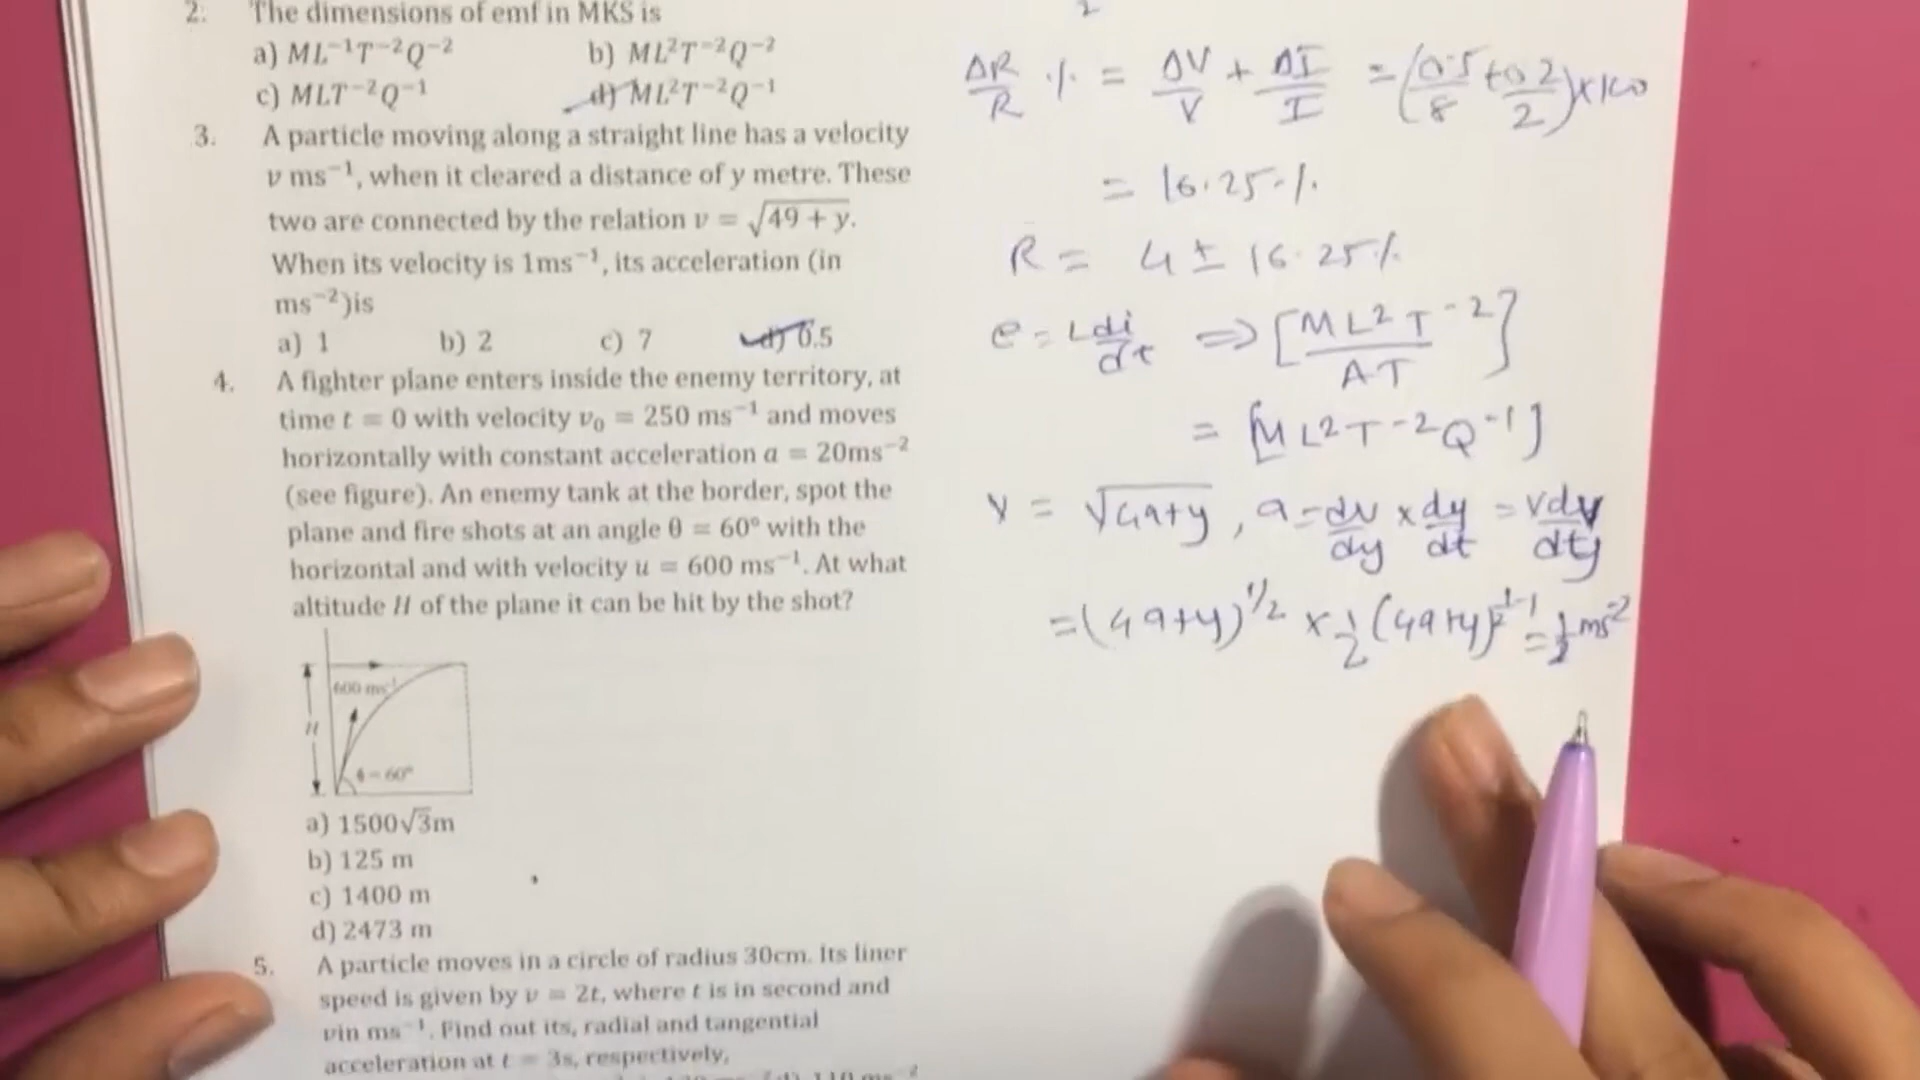 2. The dimensions of emf in MKS is
a) ML⁻¹T⁻²Q⁻² b) ML²T⁻²Q⁻²
c) MLT⁻²Q⁻¹ d) ML²T⁻²Q⁻¹
3. A particle moving along a straight line has a velocity
v ms⁻¹, when it cleared a distance of y metre. These
two are connected by the relation v = √(49 + y).
When its velocity is 1ms⁻¹, its acceleration (in
ms⁻²)is
a) 1 b) 2 c) 7 d) 0.5
4. A fighter plane enters inside the enemy territory, at
time t = 0 with velocity v₀ = 250 ms⁻¹ and moves
horizontally with constant acceleration a = 20ms⁻²
(see figure). An enemy tank at the border, spot the
plane and fire shots at an angle θ = 60° with the
horizontal and with velocity u = 600 ms⁻¹. At what
altitude H of the plane it can be hit by the shot?
600 ms⁻¹
H
θ = 60°
a) 1500√3m
b) 125 m
c) 1400 m
d) 2473 m
5. A particle moves in a circle of radius 30cm. Its liner
speed is given by v = 2t, where t is in second and
vin ms⁻¹. Find out its, radial and tangential
acceleration at t = 3s, respectively.
2
ΔR/R % = ΔV/V + ΔI/I = (0.5/8 + 0.2/2) × 100
= 16.25%
R = 4 ± 16.25%
e = L di/dt ⇒ [ML²T⁻²/AT]
= [ML²T⁻²Q⁻¹]
v = √49+y, a = dv/dy × dy/dt = v dv/dy
= (49+y)^1/2 × 1/2 (49+y)^1/2-1 = 1/2 ms⁻²